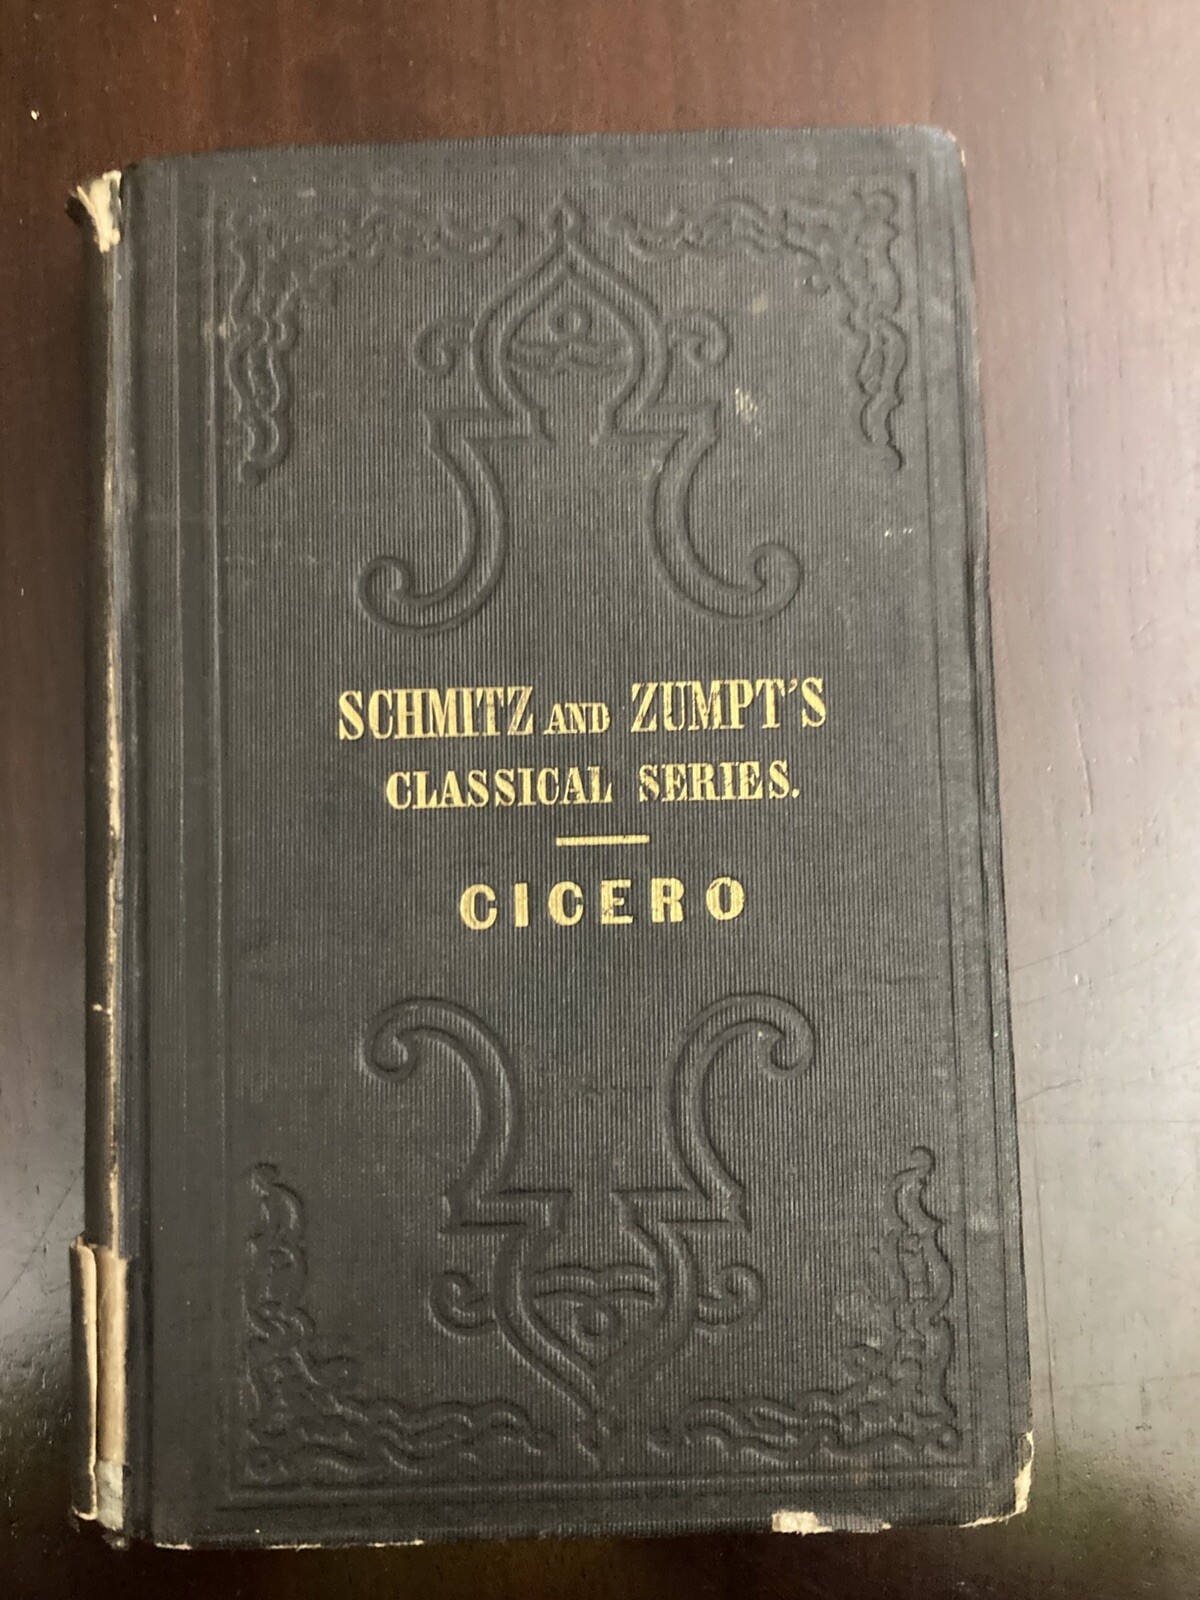 SCHMITZ AND ZUMPT'S
CLASSICAL SERIES.
CICERO